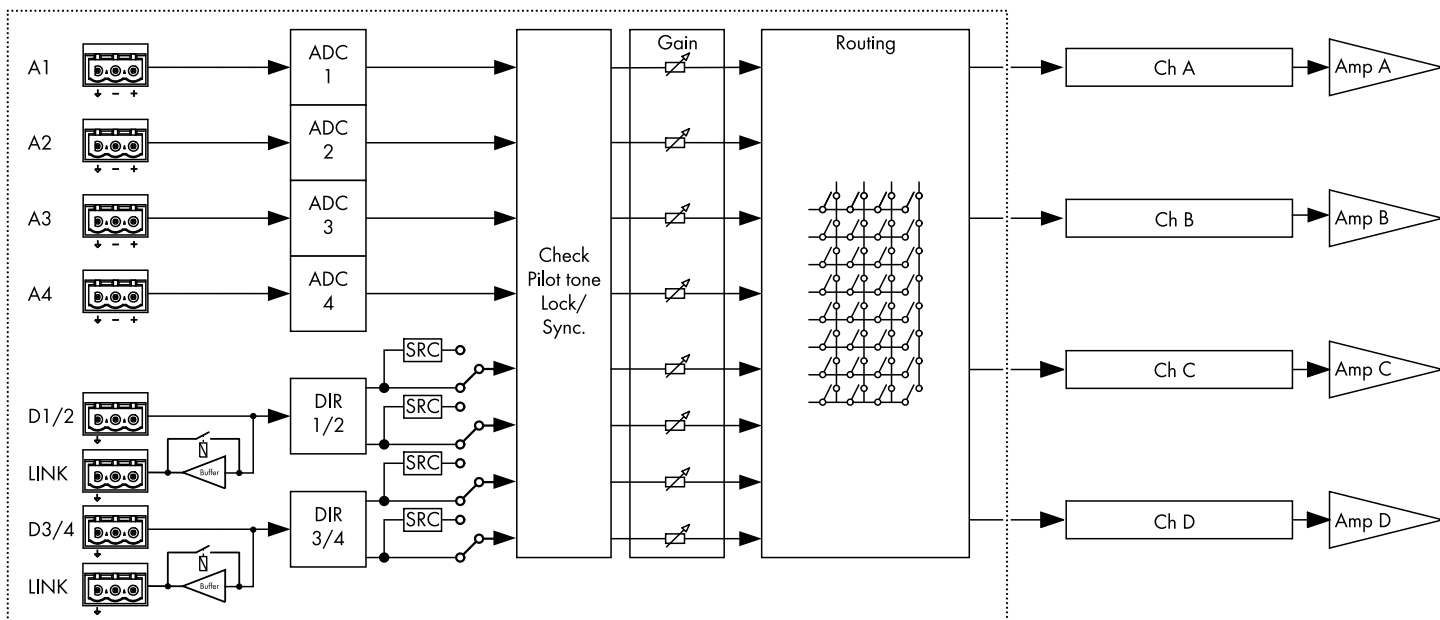 Gain
Routing
A1
ADC
1
Ch A
Amp A
A2
ADC
2
A3
ADC
3
Ch B
Amp B
A4
ADC
4
Check
Pilot tone
Lock/
Sync.
SRC
D1/2
DIR
1/2
SRC
Ch C
Amp C
LINK
Buffer
SRC
D3/4
DIR
3/4
SRC
Ch D
Amp D
LINK
Buffer